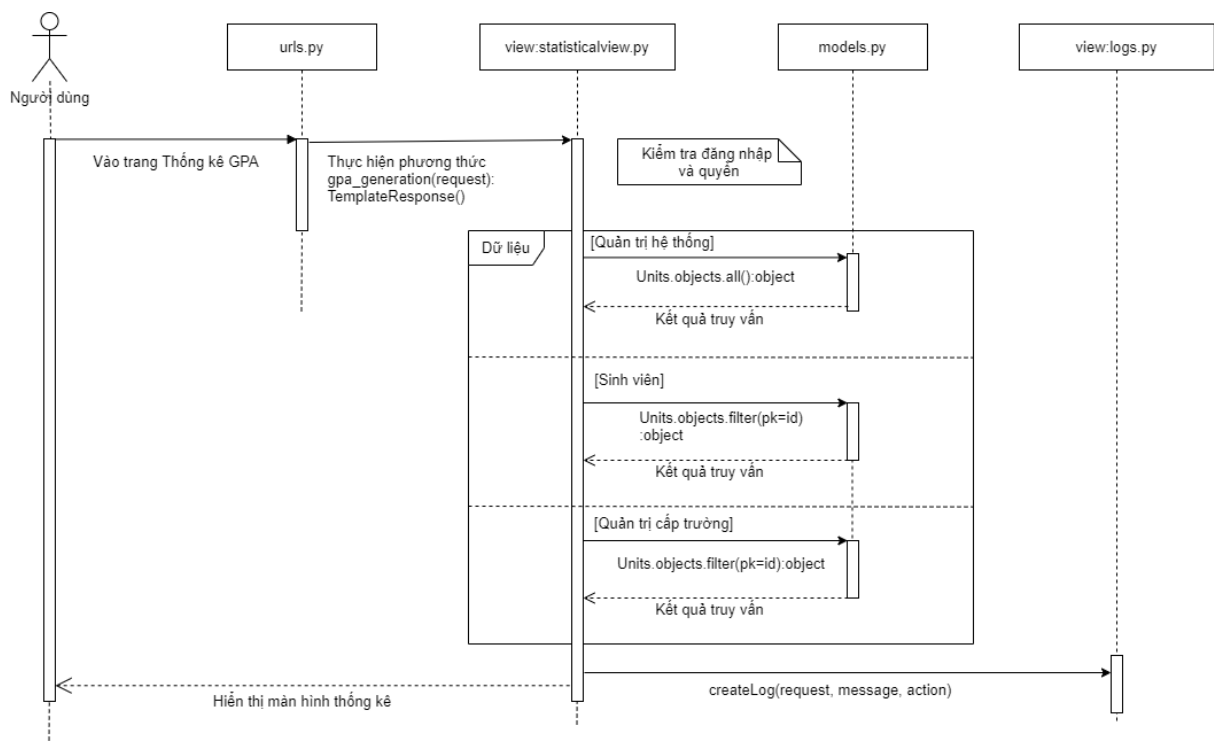 Người dùng
urls.py
view:statisticalview.py
models.py
view:logs.py
Vào trang Thống kê GPA
Thực hiện phương thức
gpa_generation(request):
TemplateResponse()
Kiểm tra đăng nhập
và quyền
Dữ liệu
[Quản trị hệ thống]
Units.objects.all():object
Kết quả truy vấn
[Sinh viên]
Units.objects.filter(pk=id)
:object
Kết quả truy vấn
[Quản trị cấp trường]
Units.objects.filter(pk=id):object
Kết quả truy vấn
createLog(request, message, action)
Hiển thị màn hình thống kê